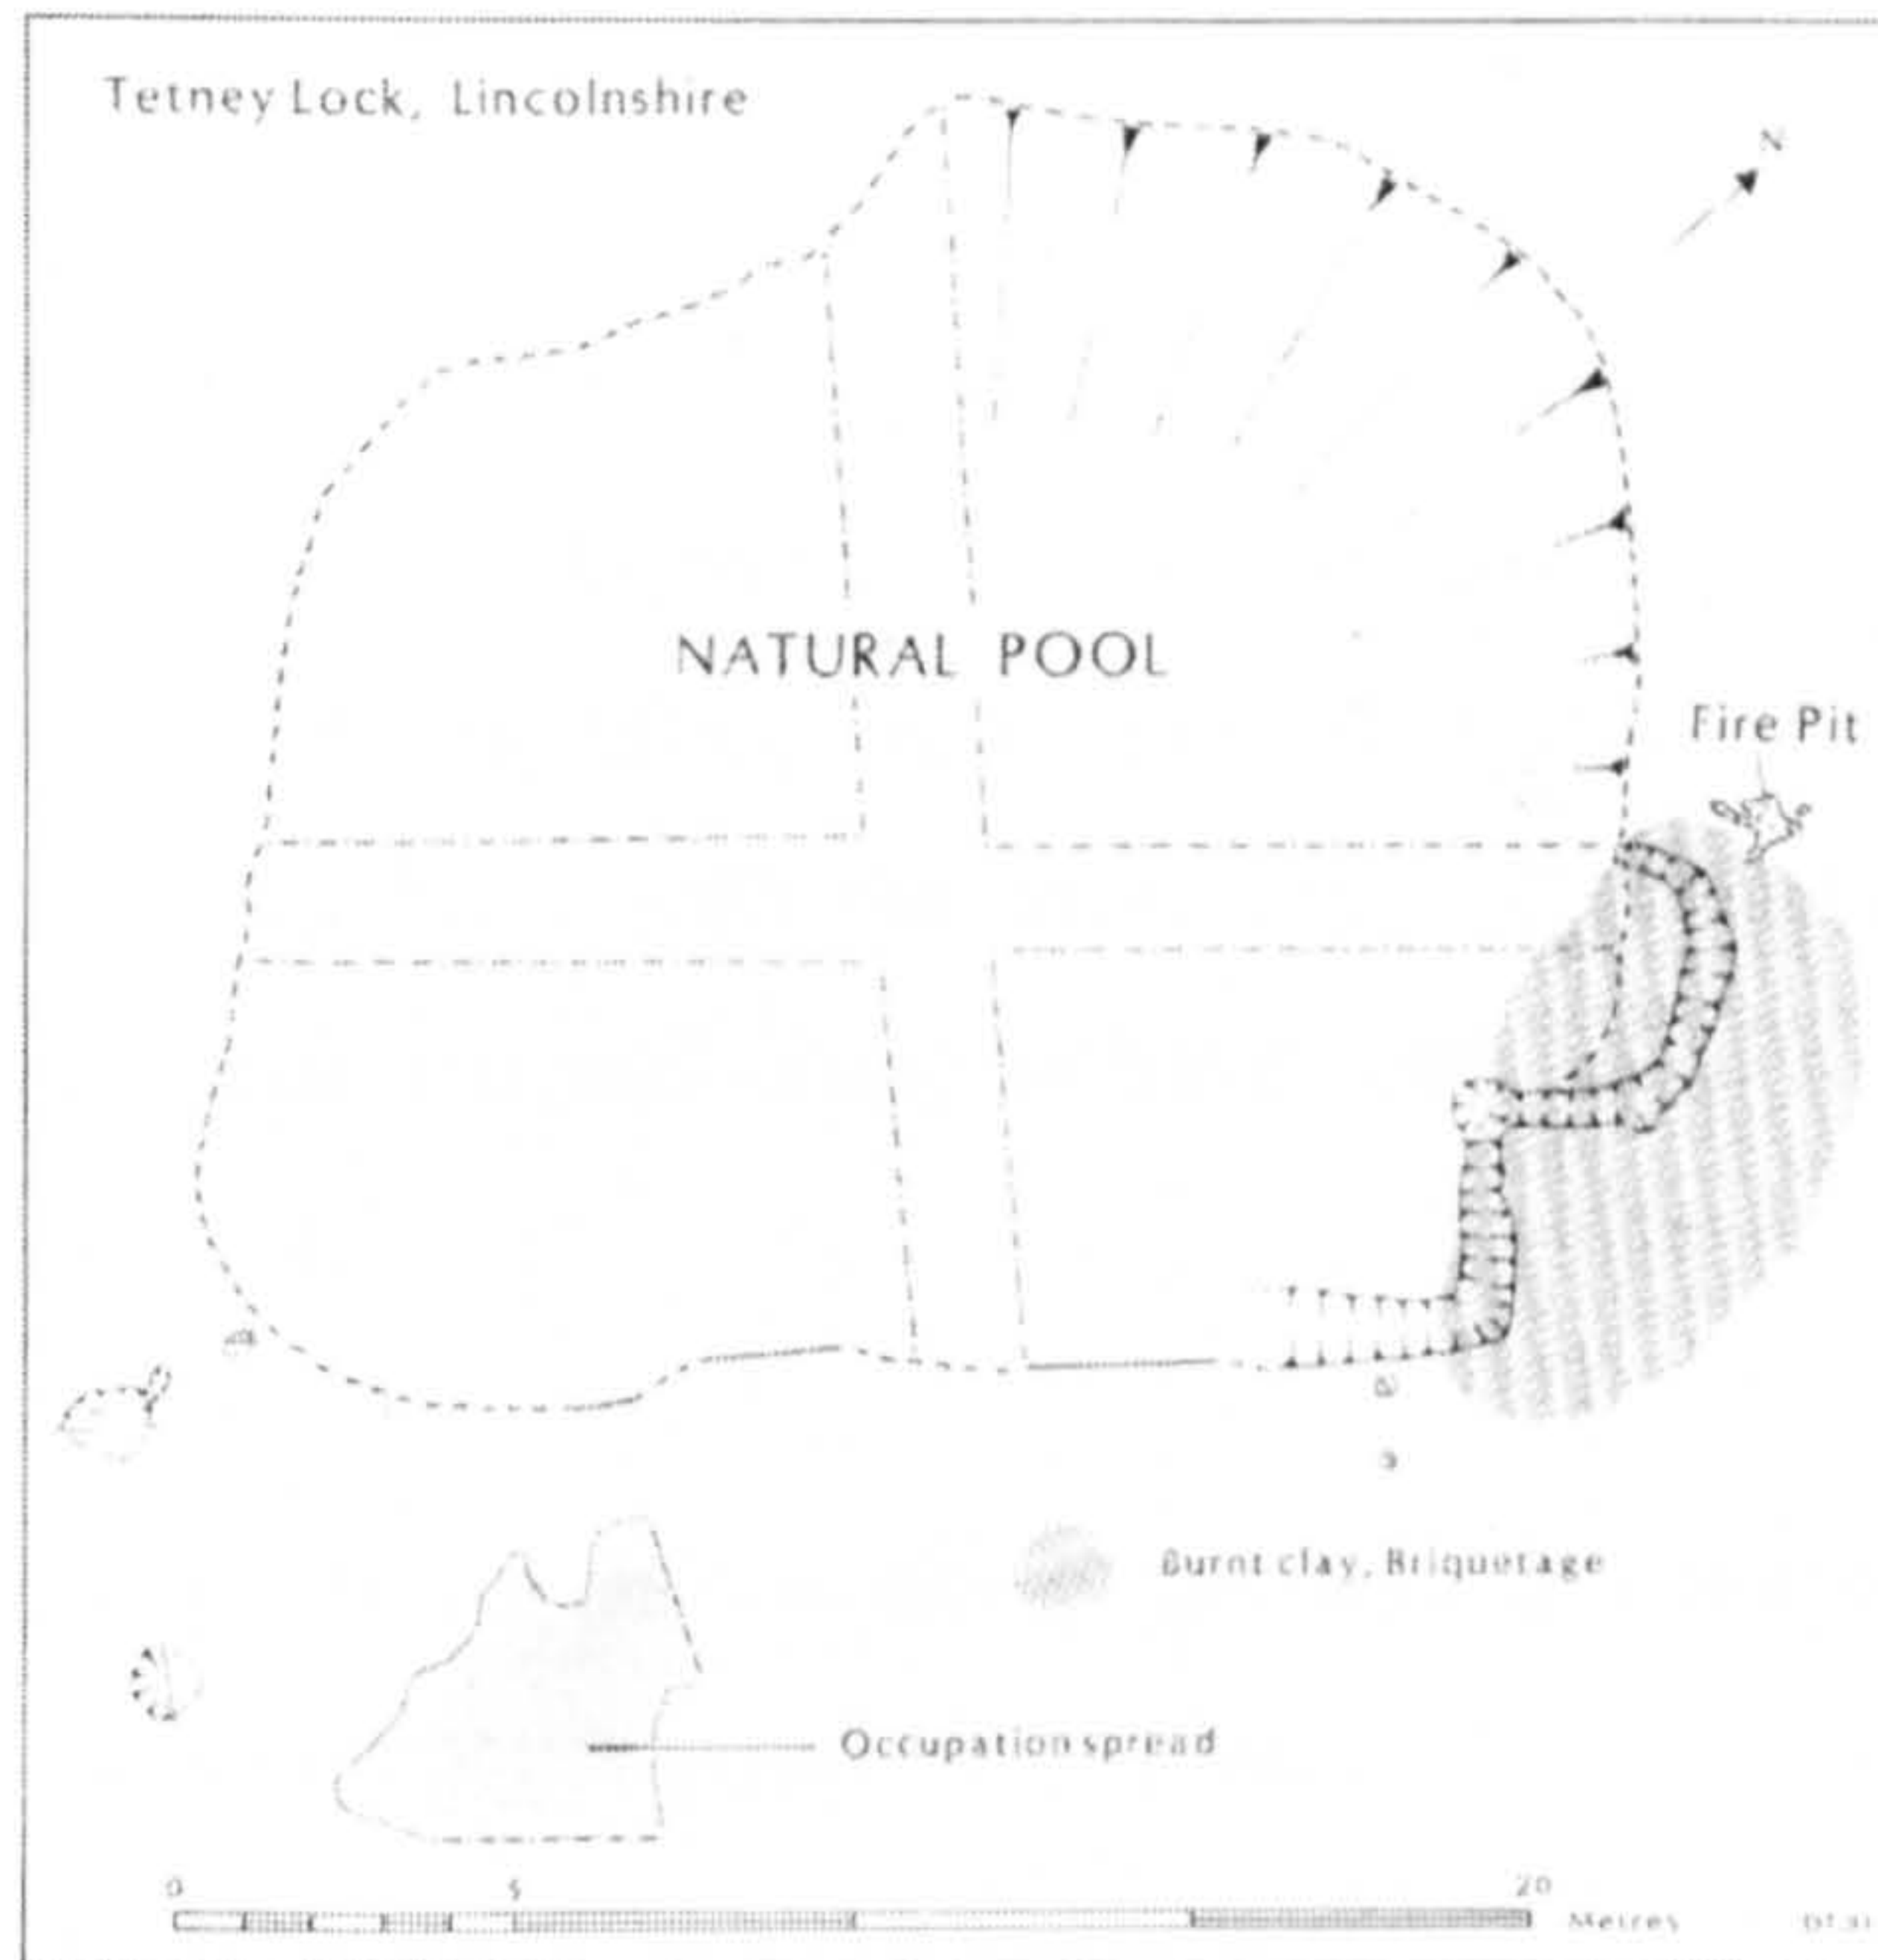 Tetney Lock, Lincolnshire
N
NATURAL POOL
Fire Pit
Burnt clay, Briquetage
Occupation spread
0 5 20
Metres